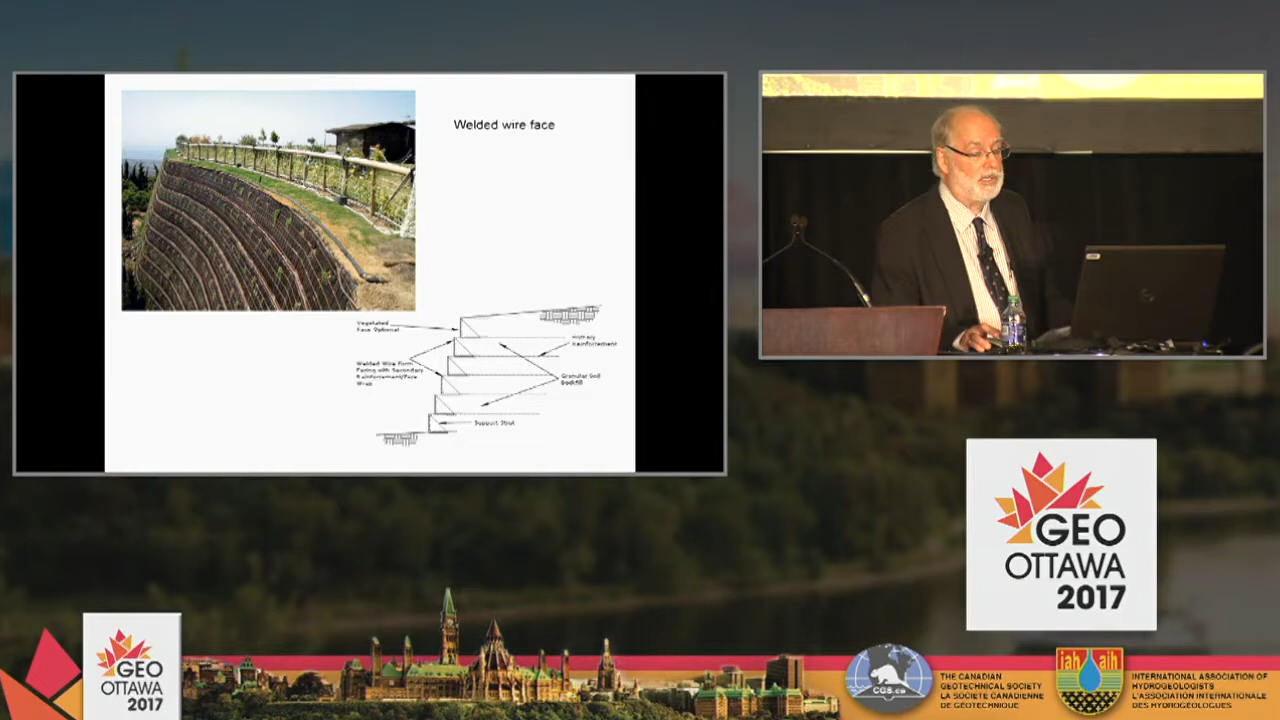 Welded wire face
Vegetated
Face Optional
Primary
Reinforcement
Welded Wire Form
Facing with Secondary
Reinforcement/Face
Wrap
Granular Soil
Backfill
Support Strut
GEO
OTTAWA
2017
GEO
OTTAWA
2017
CGS.ca
THE CANADIAN
GEOTECHNICAL SOCIETY
LA SOCIÉTÉ CANADIENNE
DE GÉOTECHNIQUE
iah aih
INTERNATIONAL ASSOCIATION OF
HYDROGEOLOGISTS
L'ASSOCIATION INTERNATIONALE
DES HYDROGÉOLOGUES